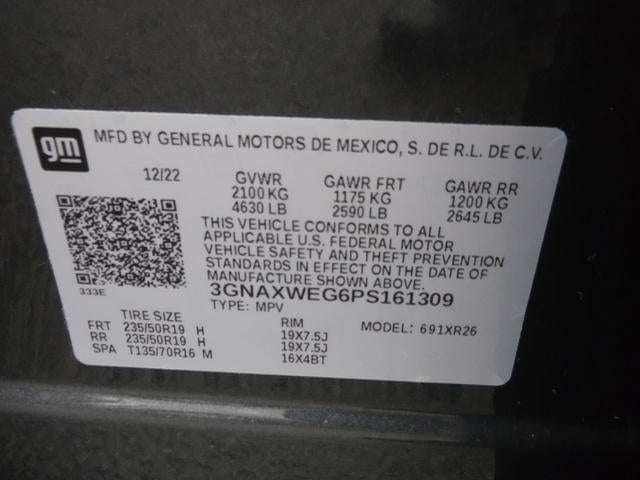 gm MFD BY GENERAL MOTORS DE MEXICO, S. DE R.L. DE C.V.
12/22 GVWR GAWR FRT GAWR RR
2100 KG 1175 KG 1200 KG
4630 LB 2590 LB 2645 LB
THIS VEHICLE CONFORMS TO ALL
APPLICABLE U.S. FEDERAL MOTOR
VEHICLE SAFETY AND THEFT PREVENTION
STANDARDS IN EFFECT ON THE DATE OF
MANUFACTURE SHOWN ABOVE.
333E 3GNAXWEG6PS161309
TYPE: MPV
TIRE SIZE RIM MODEL: 691XR26
FRT 235/50R19 H 19X7.5J
RR 235/50R19 H 19X7.5J
SPA T135/70R16 M 16X4BT